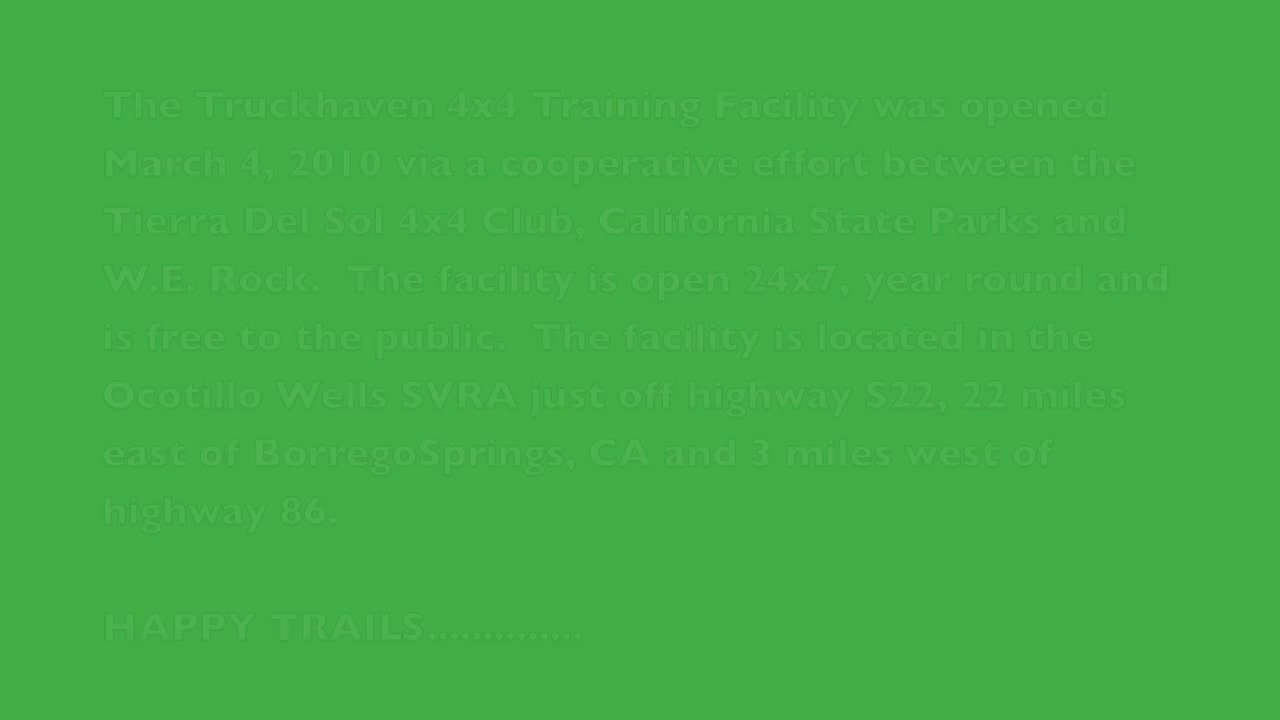 The Truckhaven 4x4 Training Facility was opened
March 4, 2010 via a cooperative effort between the
Tierra Del Sol 4x4 Club, California State Parks and
W.E. Rock.  The facility is open 24x7, year round and
is free to the public.  The facility is located in the
Ocotillo Wells SVRA just off highway S22, 22 miles
east of BorregoSprings, CA and 3 miles west of
highway 86.
HAPPY TRAILS..............